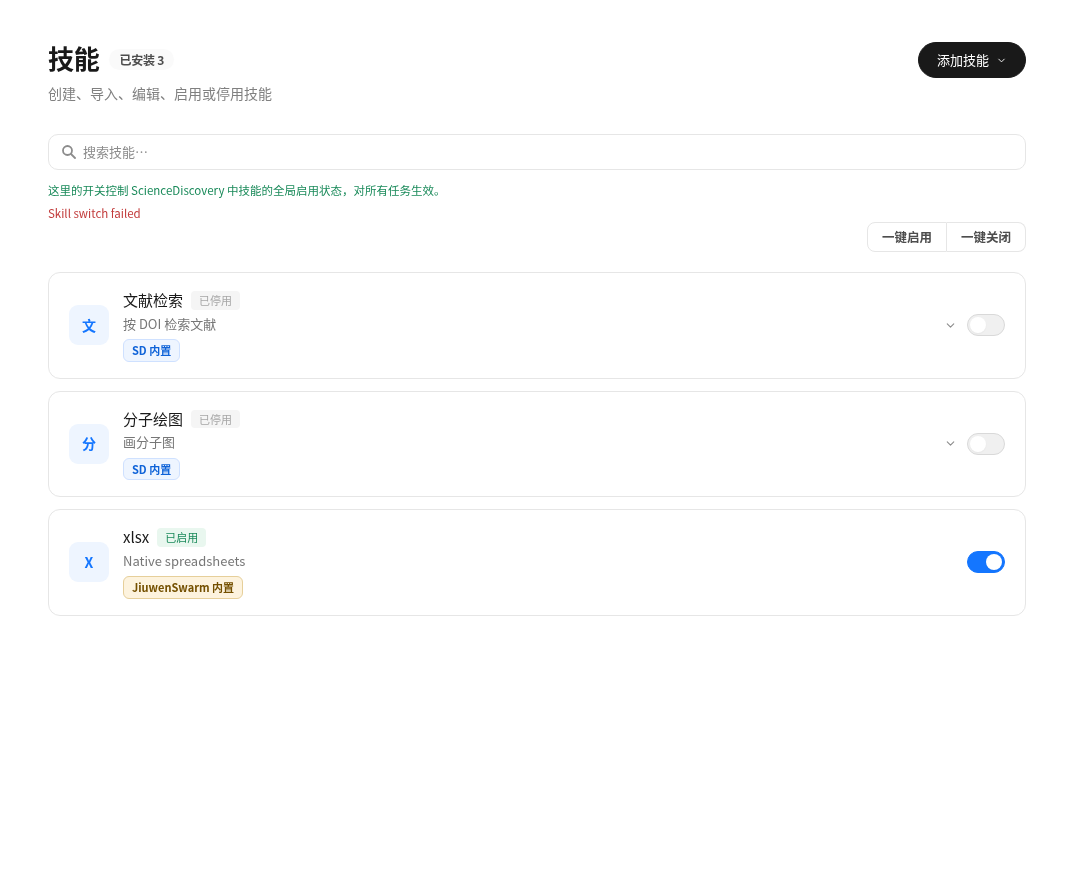 技能 已安装 3
添加技能
创建、导入、编辑、启用或停用技能
搜索技能…
这里的开关控制 ScienceDiscovery 中技能的全局启用状态，对所有任务生效。
Skill switch failed
一键启用 一键关闭
文
文献检索 已停用
按 DOI 检索文献
SD 内置
分
分子绘图 已停用
画分子图
SD 内置
X
xlsx 已启用
Native spreadsheets
JiuwenSwarm 内置